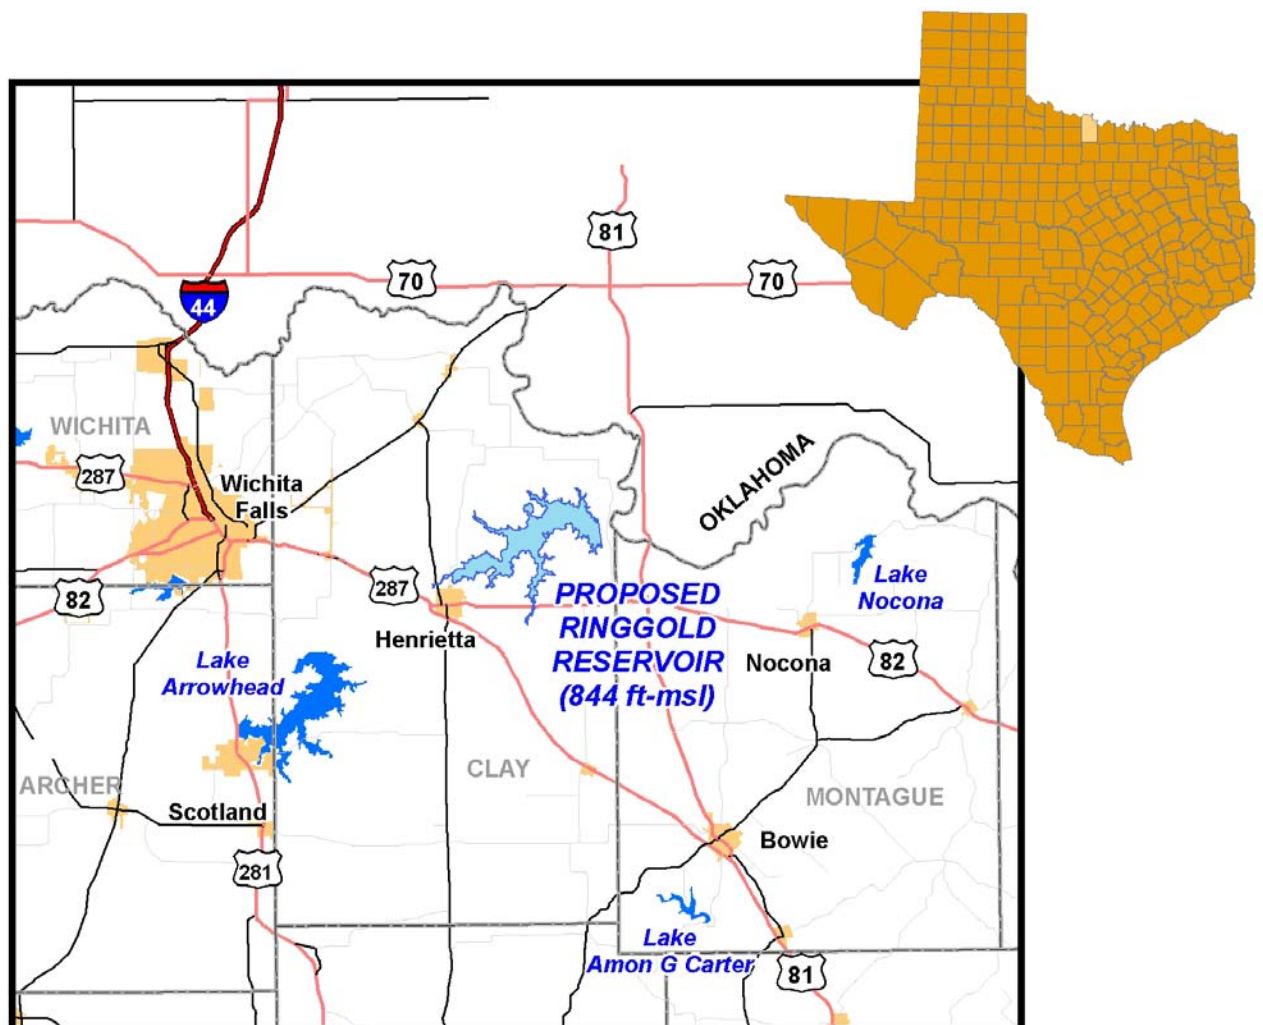 81
70
70
44
WICHITA
287
Wichita
Falls
OKLAHOMA
82
287
Lake
Nocona
PROPOSED
RINGGOLD
RESERVOIR
(844 ft-msl)
Henrietta
Nocona
82
Lake
Arrowhead
CLAY
ARCHER
MONTAGUE
Scotland
Bowie
281
Lake
Amon G Carter
81